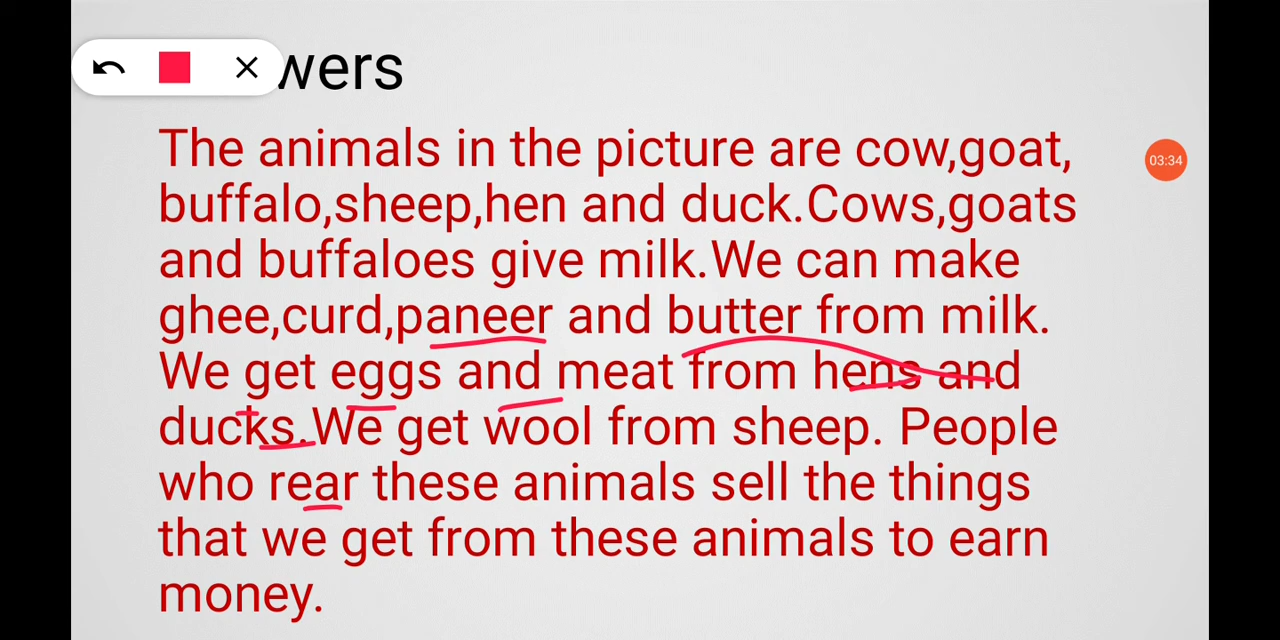 wers
03:34
The animals in the picture are cow,goat,
buffalo,sheep,hen and duck.Cows,goats
and buffaloes give milk.We can make
ghee,curd,paneer and butter from milk.
We get eggs and meat from hens and
ducks.We get wool from sheep. People
who rear these animals sell the things
that we get from these animals to earn
money.